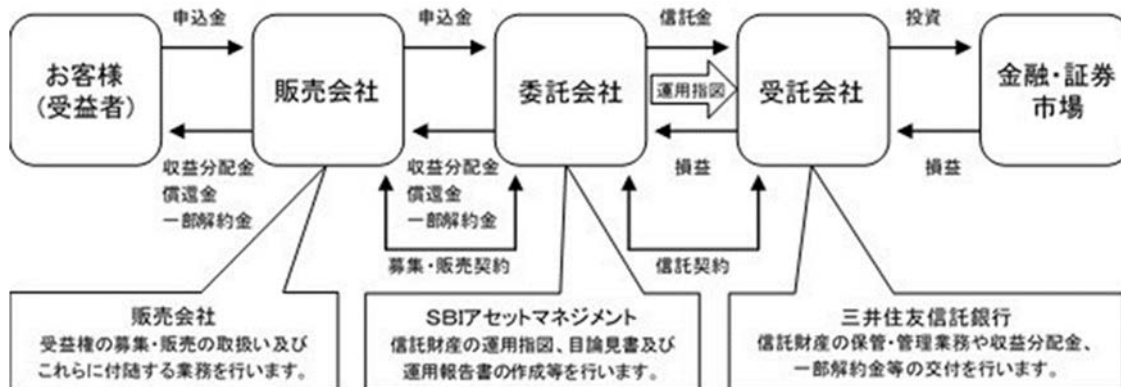 申込金
申込金
信託金
投資
お客様
(受益者)
販売会社
委託会社
運用指図
受託会社
金融・証券
市場
収益分配金
償還金
一部解約金
収益分配金
償還金
一部解約金
損益
損益
募集・販売契約
信託契約
販売会社
受益権の募集・販売の取扱い及び
これらに付随する業務を行います。
SBIアセットマネジメント
信託財産の運用指図、目論見書及び
運用報告書の作成等を行います。
三井住友信託銀行
信託財産の保管・管理業務や収益分配金、
一部解約金等の交付を行います。